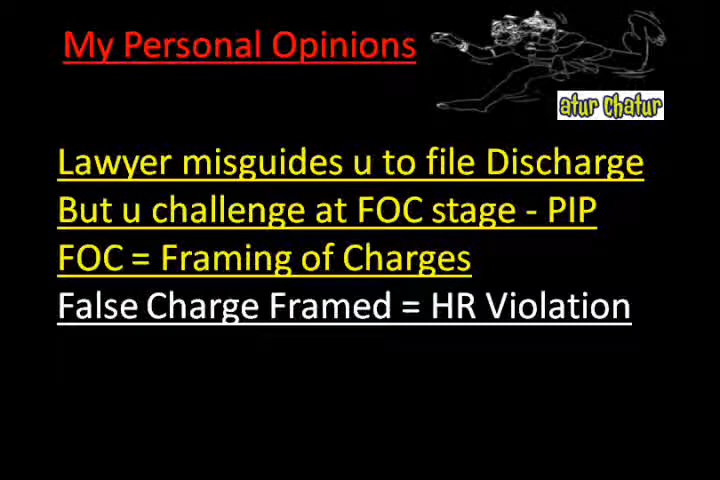 My Personal Opinions
atur chatur
Lawyer misguides u to file Discharge
But u challenge at FOC stage - PIP
FOC = Framing of Charges
False Charge Framed = HR Violation